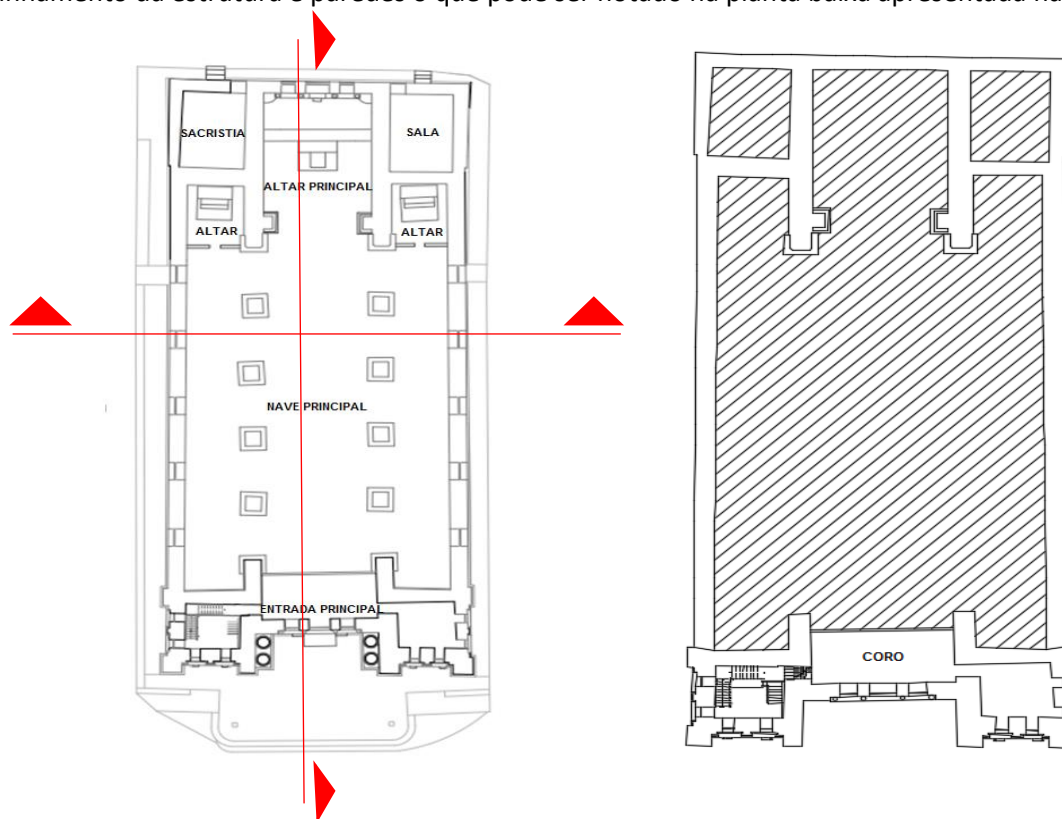 estrutura e paredes o que pode ser notado na planta baixa apresentada na
SACRISTIA
SALA
ALTAR PRINCIPAL
ALTAR
ALTAR
NAVE PRINCIPAL
ENTRADA PRINCIPAL
CORO